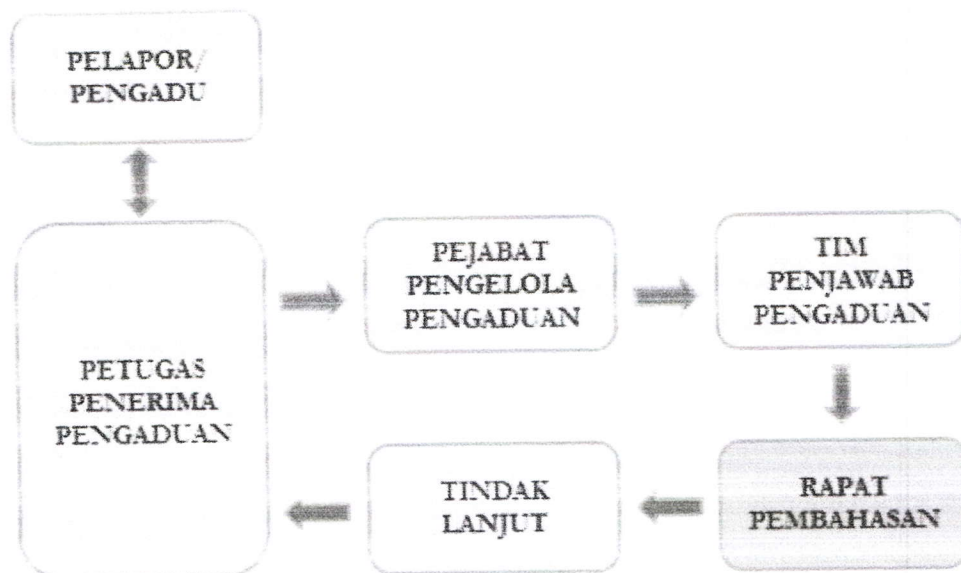 PELAPOR/
PENGADU
PEJABAT
PENGELOLA
PENGADUAN
TIM
PENJAWAB
PENGADUAN
PETUGAS
PENERIMA
PENGADUAN
TINDAK
LANJUT
RAPAT
PEMBAHASAN